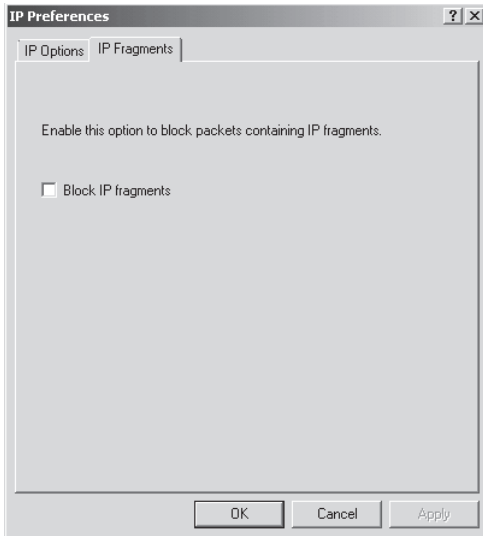 IP Preferences
IP Options
IP Fragments
Enable this option to block packets containing IP fragments.
Block IP fragments
OK
Cancel
Apply